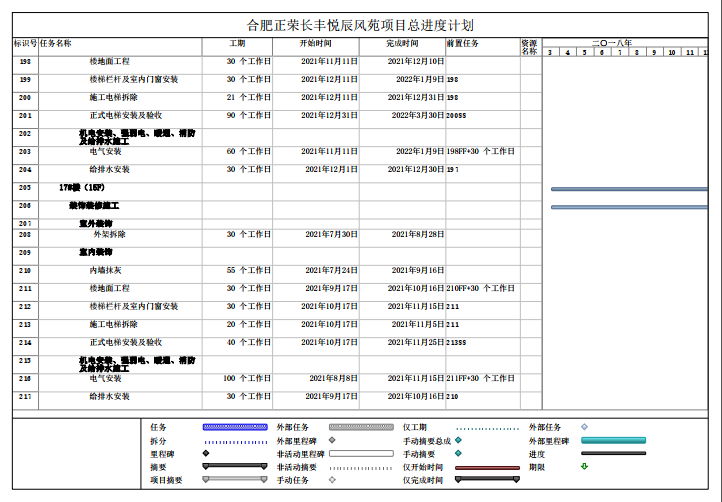 合肥正荣长丰悦辰风苑项目总进度计划
标识号 任务名称 工期 开始时间 完成时间 前置任务 资源名称 二〇一八年
3 4 5 6 7 8 9 10 11 1
198 楼地面工程 30 个工作日 2021年11月11日 2021年12月10日
199 楼梯栏杆及室内门窗安装 30 个工作日 2021年12月11日 2022年1月9日 198
200 施工电梯拆除 21 个工作日 2021年12月11日 2021年12月31日 198
201 正式电梯安装及验收 90 个工作日 2021年12月31日 2022年3月30日 200SS
202 机电安装、强弱电、暖通、消防及给排水施工
203 电气安装 60 个工作日 2021年11月11日 2022年1月9日 198FF+30 个工作日
204 给排水安装 30 个工作日 2021年12月1日 2021年12月30日 197
205 17#楼（15F）
206 装饰装修施工
207 室外装饰
208 外架拆除 30 个工作日 2021年7月30日 2021年8月28日
209 室内装饰
210 内墙抹灰 55 个工作日 2021年7月24日 2021年9月16日
211 楼地面工程 30 个工作日 2021年9月17日 2021年10月16日 210FF+30 个工作日
212 楼梯栏杆及室内门窗安装 30 个工作日 2021年10月17日 2021年11月15日 211
213 施工电梯拆除 20 个工作日 2021年10月17日 2021年11月5日 211
214 正式电梯安装及验收 40 个工作日 2021年10月17日 2021年11月25日 213SS
215 机电安装、强弱电、暖通、消防及给排水施工
216 电气安装 100 个工作日 2021年8月8日 2021年11月15日 211FF+30 个工作日
217 给排水安装 30 个工作日 2021年9月17日 2021年10月16日 210
任务 外部任务 仅工期 外部任务
拆分 外部里程碑 手动摘要总成 外部里程碑
里程碑 非活动里程碑 手动摘要 进度
摘要 非活动摘要 仅开始时间 期限
项目摘要 手动任务 仅完成时间